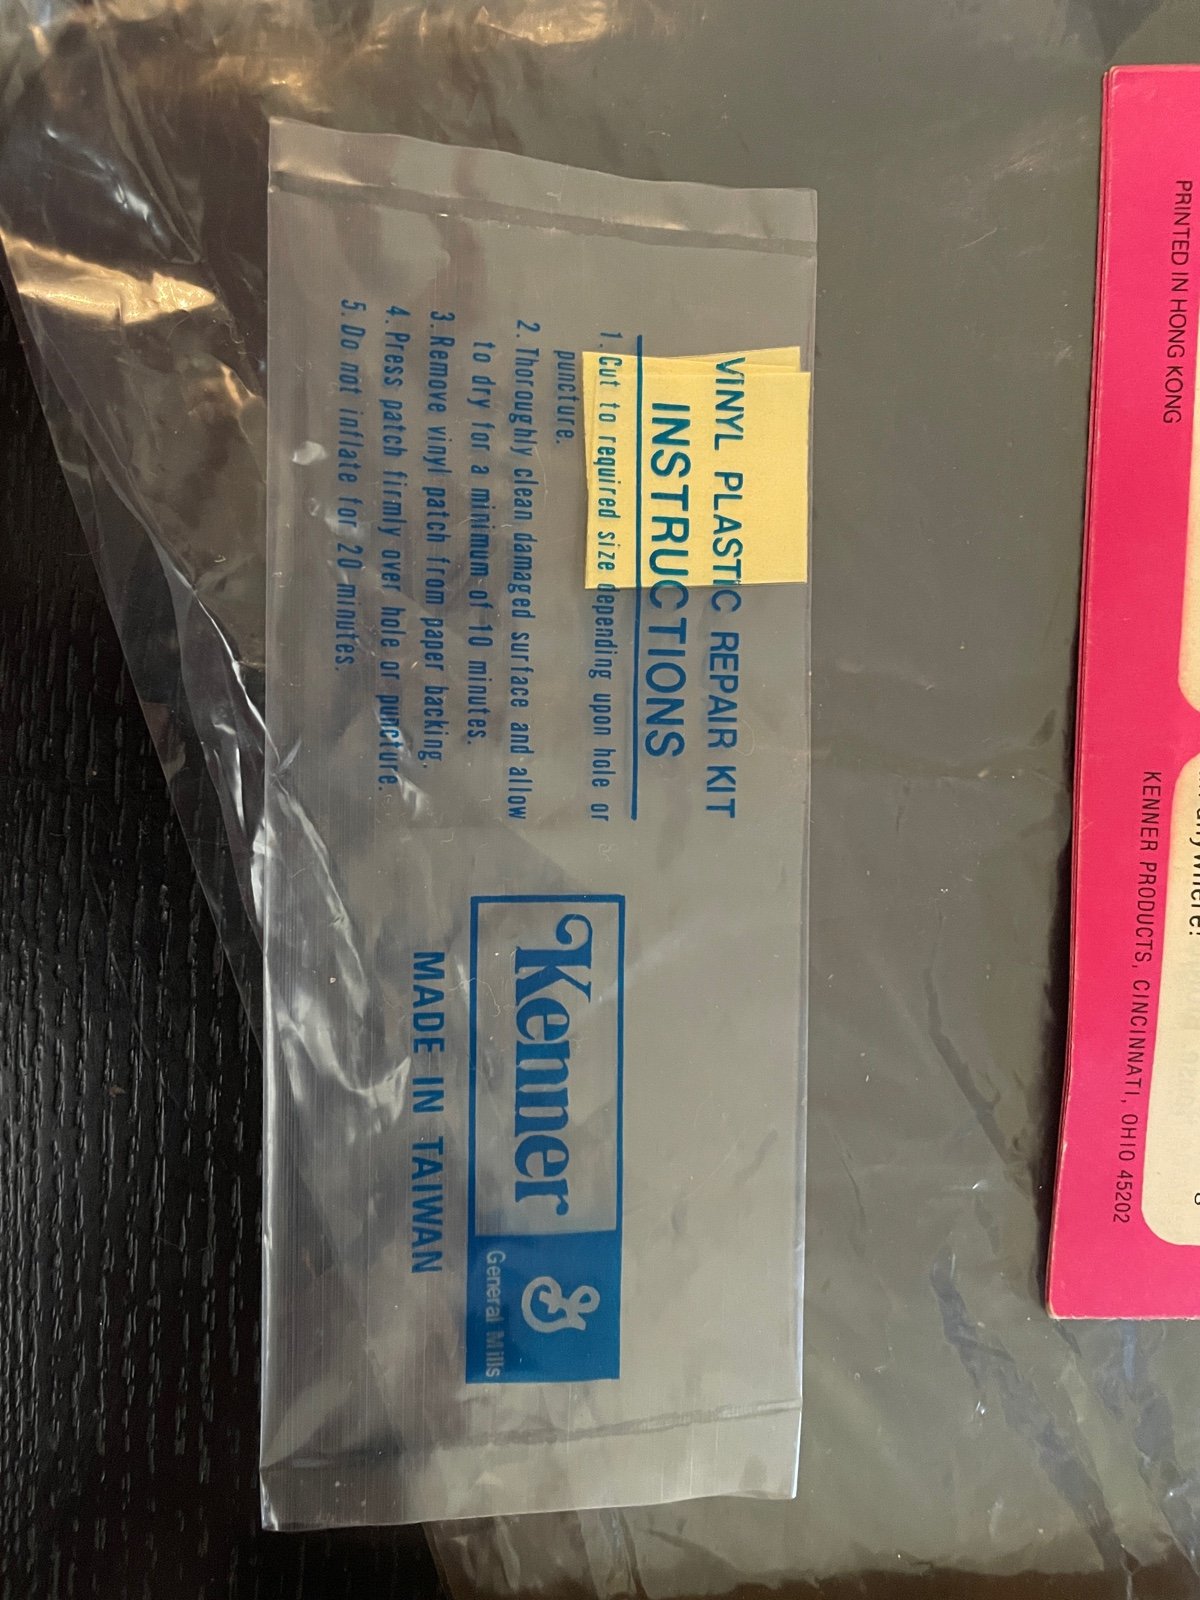 VINYL PLASTIC REPAIR KIT
INSTRUCTIONS
1. Cut to required size depending upon hole or
puncture.
2. Thoroughly clean damaged surface and allow
to dry for a minimum of 10 minutes.
3. Remove vinyl patch from paper backing.
4. Press patch firmly over hole or puncture.
5. Do not inflate for 20 minutes.
Kenner
General Mills
MADE IN TAIWAN
PRINTED IN HONG KONG
KENNER PRODUCTS, CINCINNATI, OHIO 45202
anywhere!